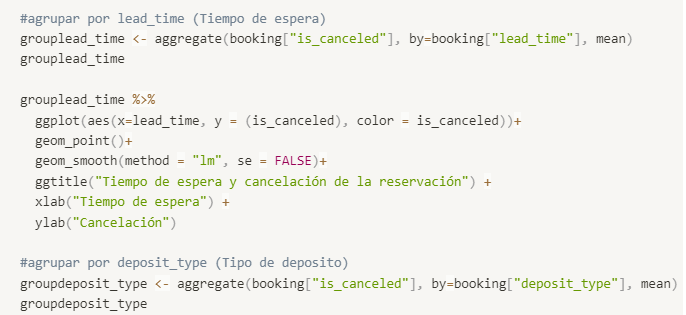 #agrupar por lead_time (Tiempo de espera)
grouplead_time <- aggregate(booking["is_canceled"], by=booking["lead_time"], mean)
grouplead_time
grouplead_time %>%
ggplot(aes(x=lead_time, y = (is_canceled), color = is_canceled))+
geom_point()+
geom_smooth(method = "lm", se = FALSE)+
ggtitle("Tiempo de espera y cancelación de la reservación") +
xlab("Tiempo de espera") +
ylab("Cancelación")
#agrupar por deposit_type (Tipo de deposito)
groupdeposit_type <- aggregate(booking["is_canceled"], by=booking["deposit_type"], mean)
groupdeposit_type